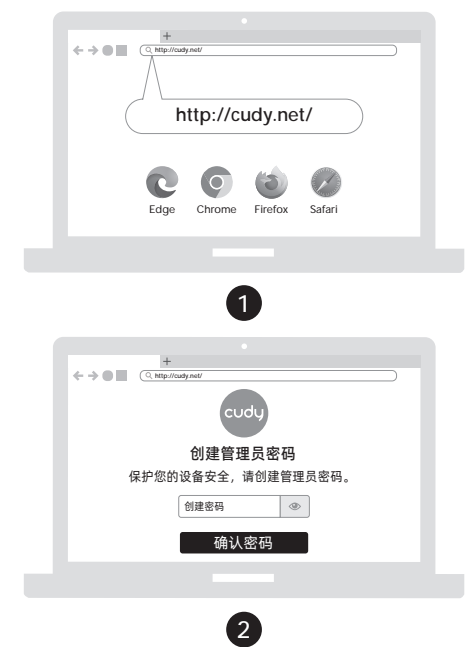 +
http://cudy.net/
http://cudy.net/
Edge Chrome Firefox Safari
1
+
http://cudy.net/
cudy
创建管理员密码
保护您的设备安全，请创建管理员密码。
创建密码
确认密码
2